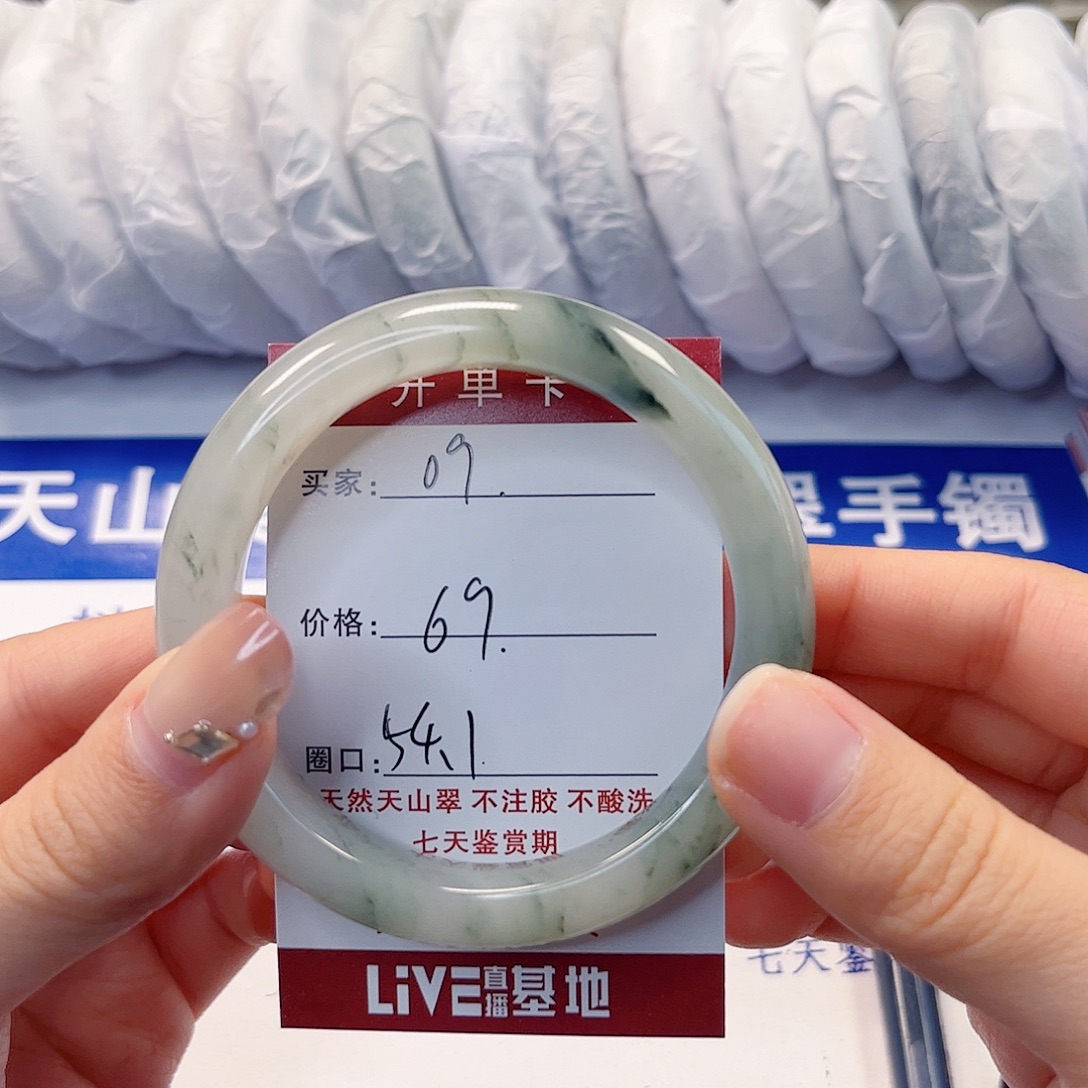 开单卡
买家: 09.
天山
翠手镯
价格: 69.
圈口: 54.1
天然天山翠 不注胶 不酸洗
七天鉴赏期
七天鉴
LiVE直播基地